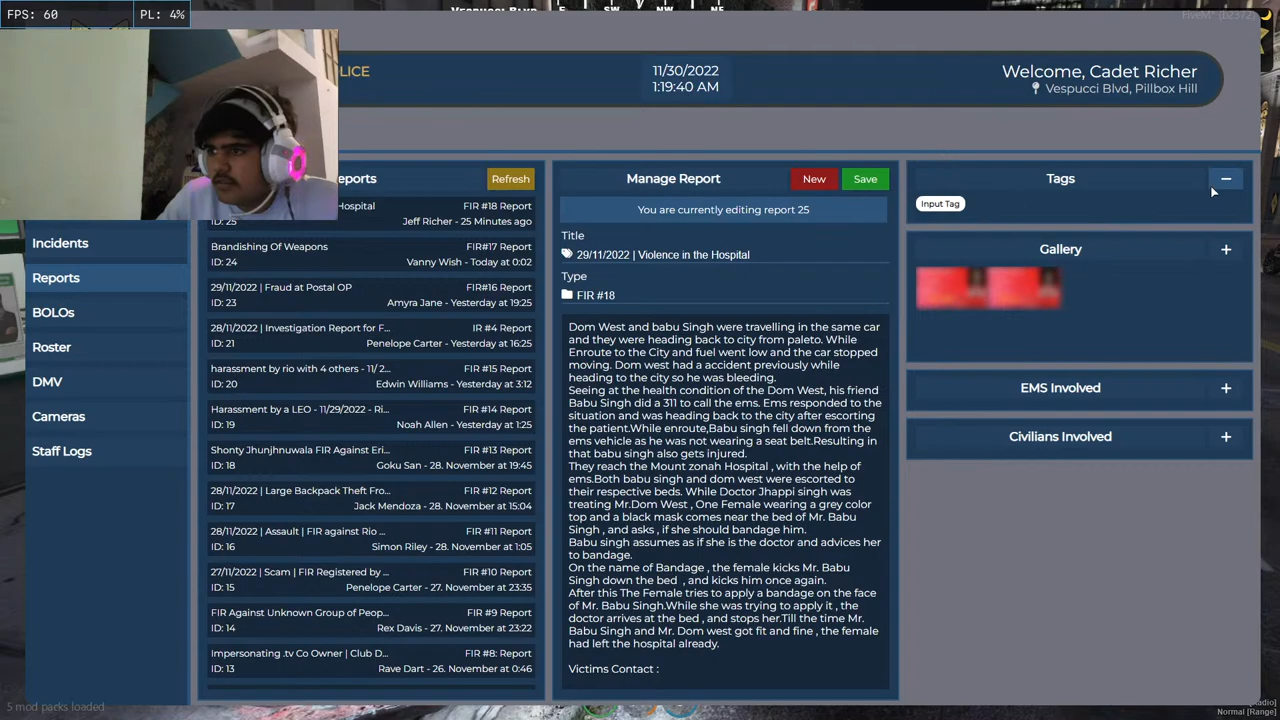 FPS: 60
PL: 4%
Vespucci Blvd
E
SW
NW
NE
FiveM* (b2372)
LICE
11/30/2022
1:19:40 AM
Welcome, Cadet Richer
Vespucci Blvd, Pillbox Hill
Incidents
Reports
BOLOs
Roster
DMV
Cameras
Staff Logs
eports
Refresh
Hospital
FIR #18 Report
ID: 25
Jeff Richer - 25 Minutes ago
Brandishing Of Weapons
FIR#17 Report
ID: 24
Vanny Wish - Today at 0:02
29/11/2022 | Fraud at Postal OP
FIR#16 Report
ID: 23
Amyra Jane - Yesterday at 19:25
28/11/2022 | Investigation Report for F...
IR #4 Report
ID: 21
Penelope Carter - Yesterday at 16:25
harassment by rio with 4 others - 11/ 2...
FIR #15 Report
ID: 20
Edwin Williams - Yesterday at 3:12
Harassment by a LEO - 11/29/2022 - Ri...
FIR #14 Report
ID: 19
Noah Allen - Yesterday at 1:25
Shonty Jhunjhnuwala FIR Against Eri...
FIR #13 Report
ID: 18
Goku San - 28. November at 19:45
28/11/2022 | Large Backpack Theft Fro...
FIR #12 Report
ID: 17
Jack Mendoza - 28. November at 15:04
28/11/2022 | Assault | FIR against Rio ...
FIR #11 Report
ID: 16
Simon Riley - 28. November at 1:05
27/11/2022 | Scam | FIR Registered by ...
FIR #10 Report
ID: 15
Penelope Carter - 27. November at 23:35
FIR Against Unknown Group of Peop...
FIR #9 Report
ID: 14
Rex Davis - 27. November at 23:22
Impersonating .tv Co Owner | Club D...
FIR #8: Report
ID: 13
Rave Dart - 26. November at 0:46
Manage Report
New
Save
You are currently editing report 25
Title
29/11/2022 | Violence in the Hospital
Type
FIR #18
Dom West and babu Singh were travelling in the same car
and they were heading back to city from paleto. While
Enroute to the City and fuel went low and the car stopped
moving. Dom west had a accident previously while
heading to the city so he was bleeding.
Seeing at the health condition of the Dom West, his friend
Babu Singh did a 311 to call the ems. Ems responded to the
situation and was heading back to the city after escorting
the patient.While enroute,Babu singh fell down from the
ems vehicle as he was not wearing a seat belt.Resulting in
that babu singh also gets injured.
They reach the Mount zonah Hospital , with the help of
ems.Both babu singh and dom west were escorted to
their respective beds. While Doctor Jhappi singh was
treating Mr.Dom West , One Female wearing a grey color
top and a black mask comes near the bed of Mr. Babu
Singh , and asks , if she should bandage him.
Babu singh assumes as if she is the doctor and advices her
to bandage.
On the name of Bandage , the female kicks Mr. Babu
Singh down the bed , and kicks him once again.
After this The Female tries to apply a bandage on the face
of Mr. Babu Singh.While she was trying to apply it , the
doctor arrives at the bed , and stops her.Till the time Mr.
Babu Singh and Mr. Dom west got fit and fine , the female
had left the hospital already.
Victims Contact :
Tags
Input Tag
Gallery
EMS Involved
Civilians Involved
5 mod packs loaded
[Radio]
Normal [Range]